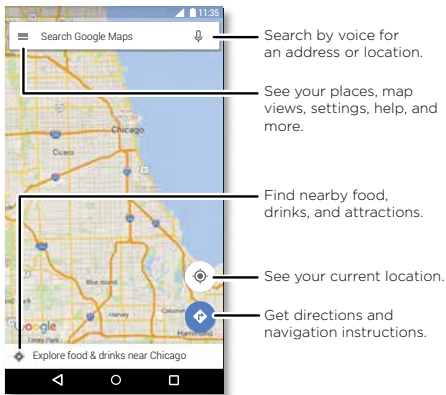 11:35
Search Google Maps
Search by voice for
an address or location.
See your places, map
views, settings, help, and
more.
Chicago
Cicero
Find nearby food,
drinks, and attractions.
See your current location.
Blue Island
Harvey
Calumet
Hammond
Get directions and
navigation instructions.
Google
Tinley Park
Explore food & drinks near Chicago